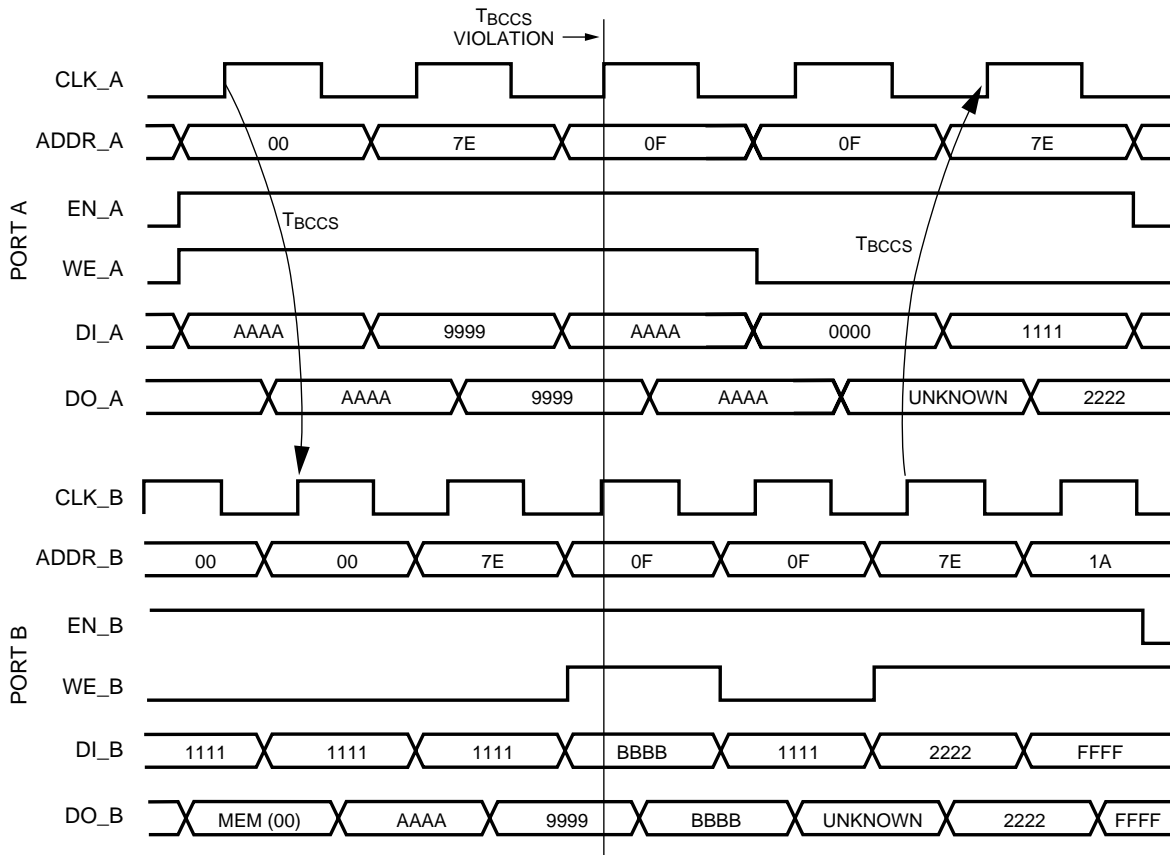 TBCCS
VIOLATION
CLK_A
ADDR_A 00 7E 0F 0F 7E
PORT A
EN_A
TBCCS
TBCCS
WE_A
DI_A AAAA 9999 AAAA 0000 1111
DO_A AAAA 9999 AAAA UNKNOWN 2222
CLK_B
ADDR_B 00 00 7E 0F 0F 7E 1A
PORT B
EN_B
WE_B
DI_B 1111 1111 1111 BBBB 1111 2222 FFFF
DO_B MEM (00) AAAA 9999 BBBB UNKNOWN 2222 FFFF